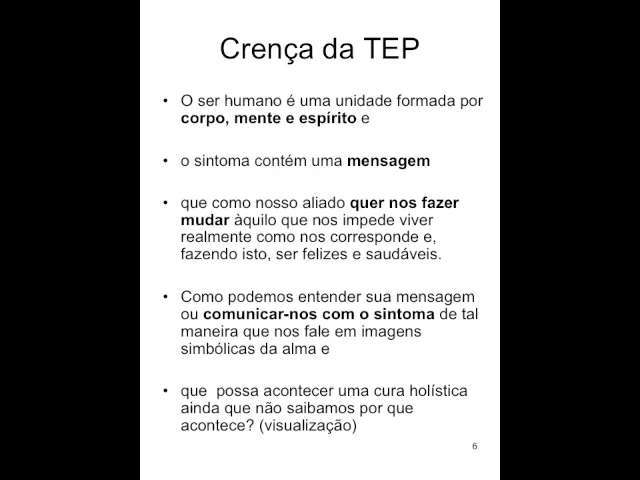 Crença da TEP
• O ser humano é uma unidade formada por
corpo, mente e espírito e
• o sintoma contém uma mensagem
• que como nosso aliado quer nos fazer
mudar àquilo que nos impede viver
realmente como nos corresponde e,
fazendo isto, ser felizes e saudáveis.
• Como podemos entender sua mensagem
ou comunicar-nos com o sintoma de tal
maneira que nos fale em imagens
simbólicas da alma e
• que possa acontecer uma cura holística
ainda que não saibamos por que
acontece? (visualização)
6